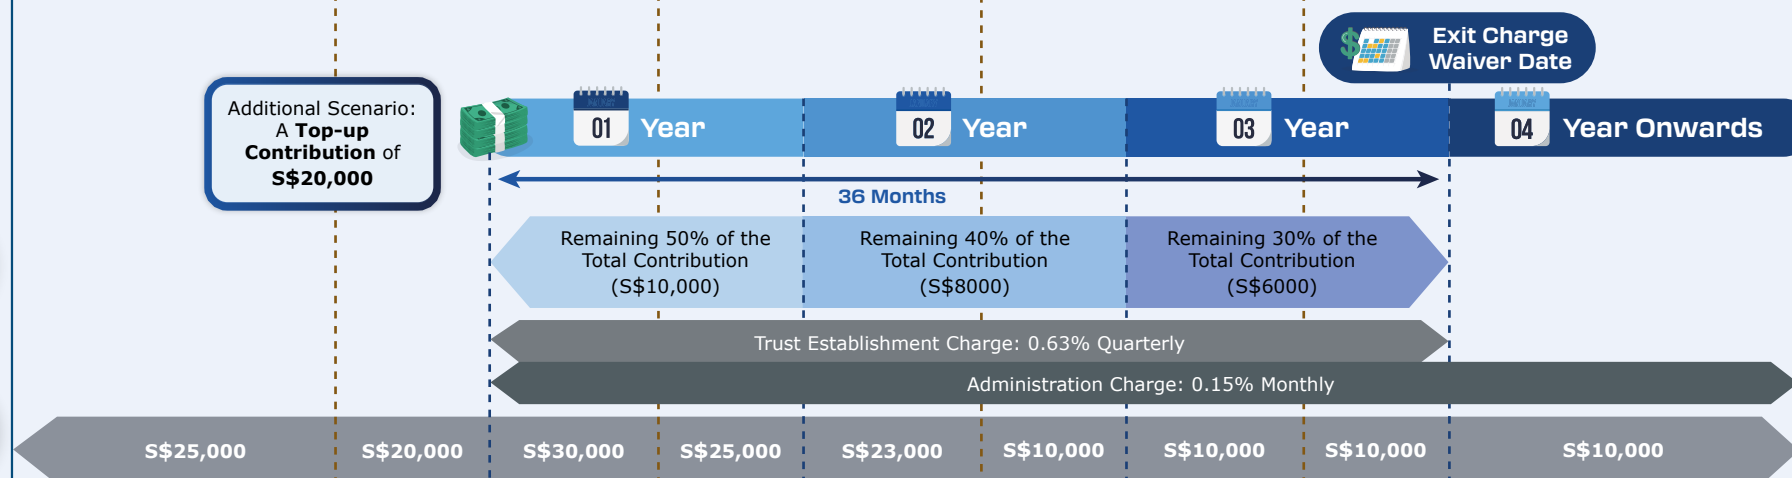 Exit Charge
Waiver Date
Additional Scenario:
A Top-up
Contribution of
S$20,000
01 Year
02 Year
03 Year
04 Year Onwards
36 Months
Remaining 50% of the
Total Contribution
(S$10,000)
Remaining 40% of the
Total Contribution
(S$8000)
Remaining 30% of the
Total Contribution
(S$6000)
Trust Establishment Charge: 0.63% Quarterly
Administration Charge: 0.15% Monthly
S$25,000 S$20,000 S$30,000 S$25,000 S$23,000 S$10,000 S$10,000 S$10,000 S$10,000